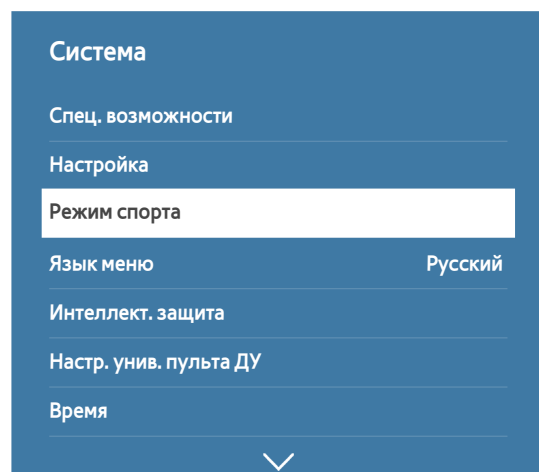 Система
Спец. возможности
Настройка
Режим спорта
Язык меню Русский
Интеллект. защита
Настр. унив. пульта ДУ
Время